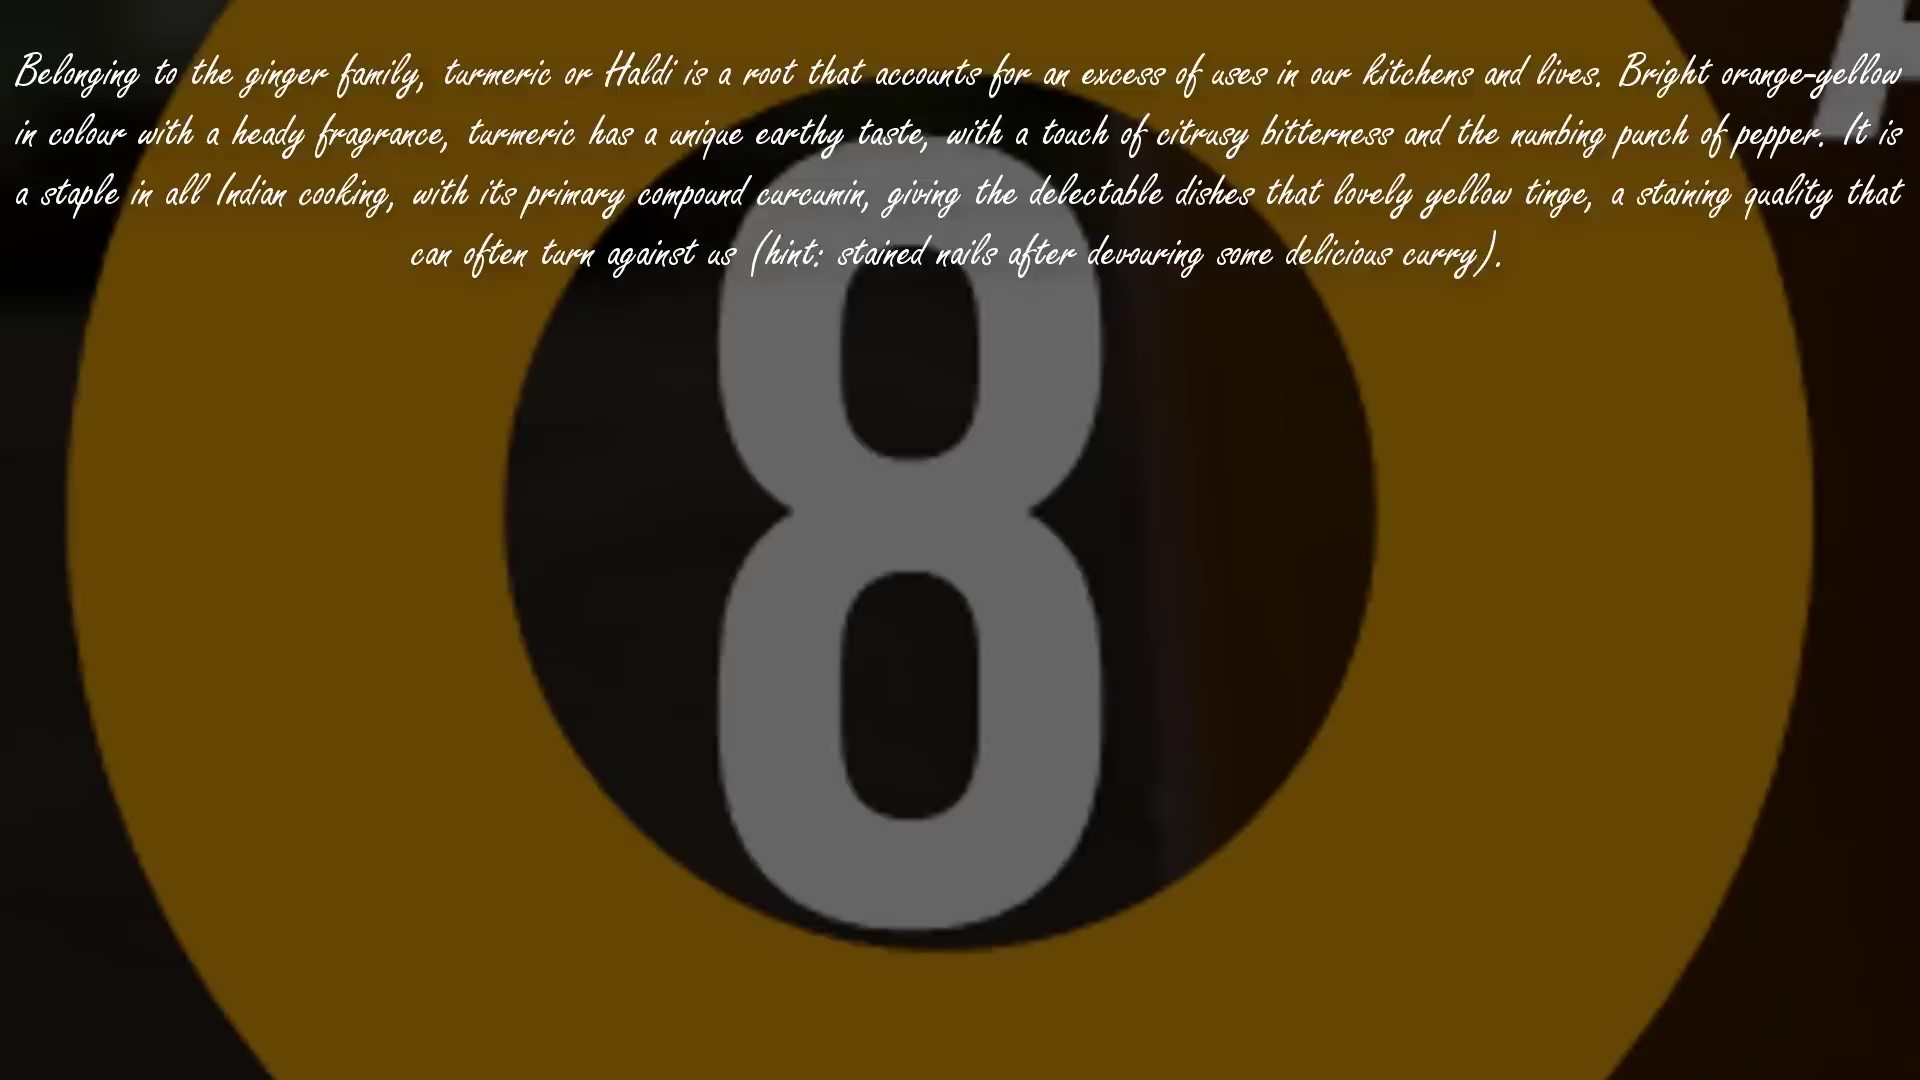 Belonging to the ginger family, turmeric or Haldi is a root that accounts for an excess of uses in our kitchens and lives. Bright orange-yellow
in colour with a heady fragrance, turmeric has a unique earthy taste, with a touch of citrusy bitterness and the numbing punch of pepper. It is
a staple in all Indian cooking, with its primary compound curcumin, giving the delectable dishes that lovely yellow tinge, a staining quality that
can often turn against us (hint: stained nails after devouring some delicious curry).
8